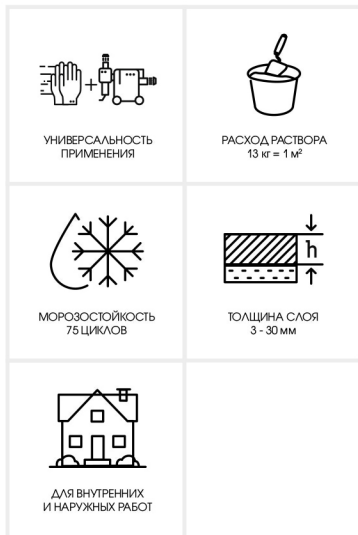 УНИВЕРСАЛЬНОСТЬ
ПРИМЕНЕНИЯ
РАСХОД РАСТВОРА
13 кг = 1 м²
МОРОЗОСТОЙКОСТЬ
75 ЦИКЛОВ
h
ТОЛЩИНА СЛОЯ
3 - 30 мм
ДЛЯ ВНУТРЕННИХ
И НАРУЖНЫХ РАБОТ